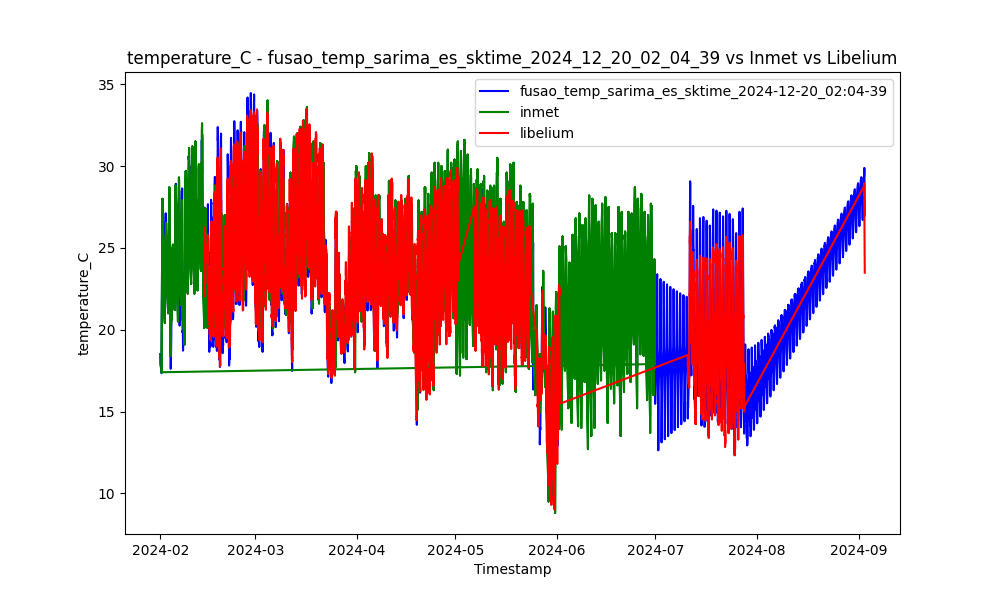 temperature_C - fusao_temp_sarima_es_sktime_2024_12_20_02_04_39 vs Inmet vs Libelium
fusao_temp_sarima_es_sktime_2024-12-20_02:04-39
inmet
libelium
temperature_C
35
30
25
20
15
10
2024-02 2024-03 2024-04 2024-05 2024-06 2024-07 2024-08 2024-09
Timestamp